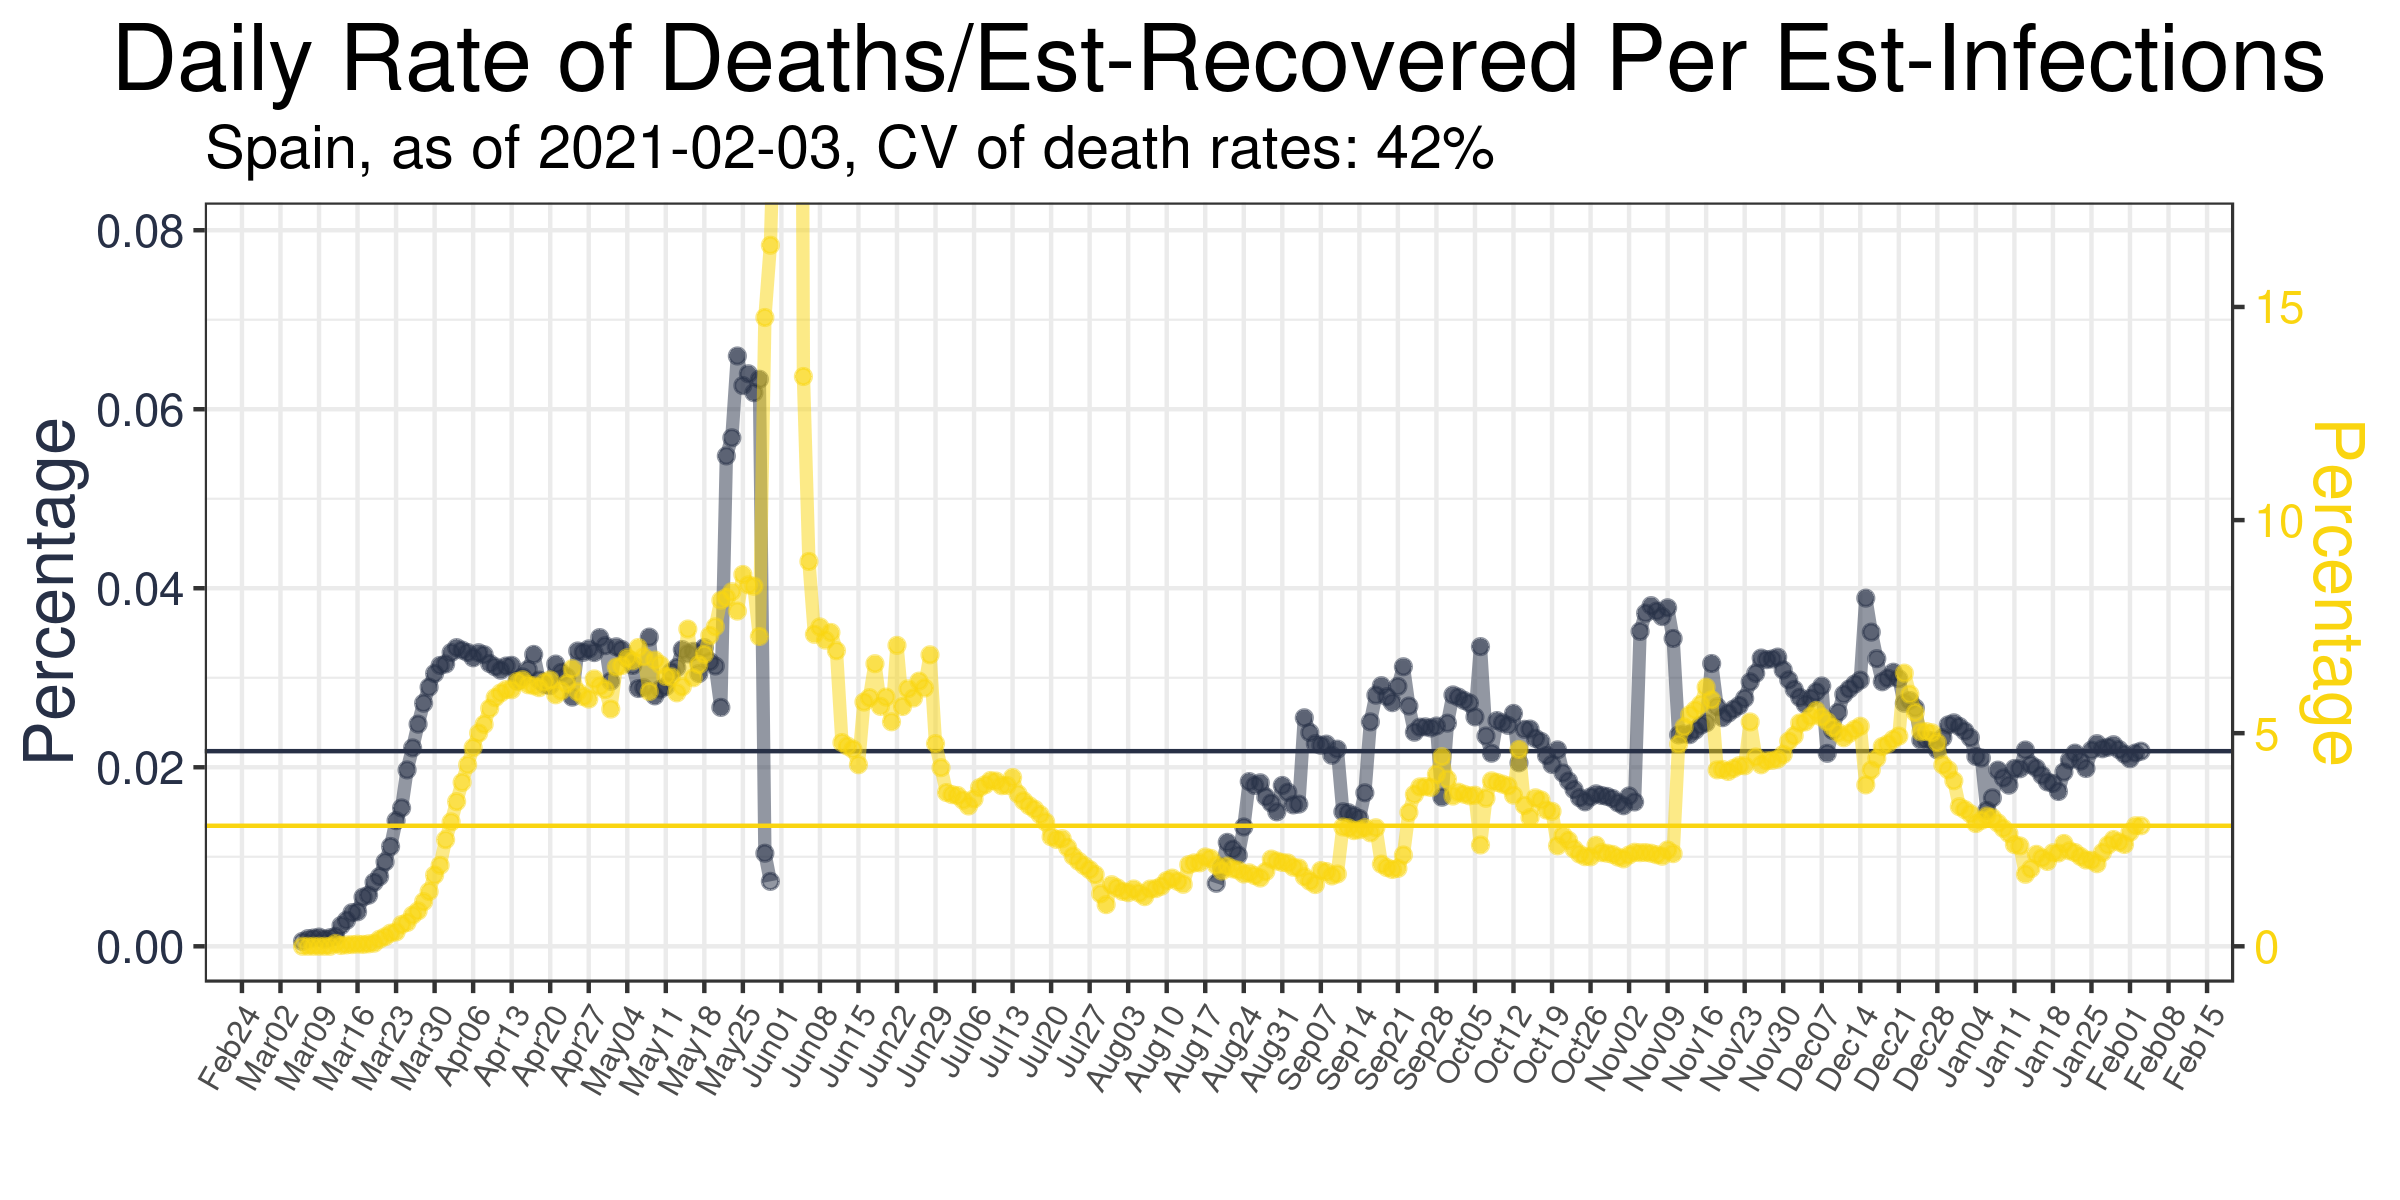 Daily Rate of Deaths/Est-Recovered Per Est-Infections
Spain, as of 2021-02-03, CV of death rates: 42%
Percentage
0.08
0.06
0.04
0.02
0.00
15
10
5
0
Percentage
Feb24
Mar02
Mar09
Mar16
Mar23
Mar30
Apr06
Apr13
Apr20
Apr27
May04
May11
May18
May25
Jun01
Jun08
Jun15
Jun22
Jun29
Jul06
Jul13
Jul20
Jul27
Aug03
Aug10
Aug17
Aug24
Aug31
Sep07
Sep14
Sep21
Sep28
Oct05
Oct12
Oct19
Oct26
Nov02
Nov09
Nov16
Nov23
Nov30
Dec07
Dec14
Dec21
Dec28
Jan04
Jan11
Jan18
Jan25
Feb01
Feb08
Feb15